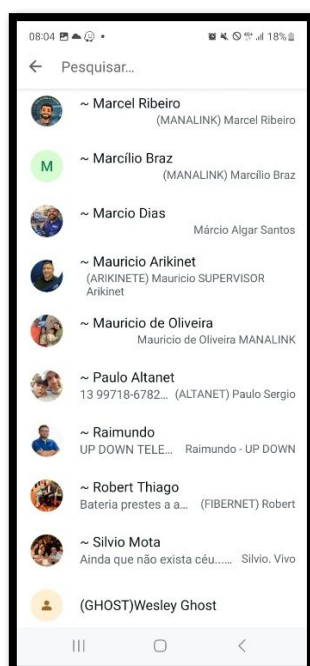 08:04 18%
Pesquisar...
~ Marcel Ribeiro
(MANALINK) Marcel Ribeiro
M
~ Marcílio Braz
(MANALINK) Marcílio Braz
~ Marcio Dias
Márcio Algar Santos
~ Mauricio Arikinet
(ARIKINETE) Mauricio SUPERVISOR
Arikinet
~ Mauricio de Oliveira
Mauricio de Oliveira MANALINK
~ Paulo Altanet
13 99718-6782... (ALTANET) Paulo Sergio
~ Raimundo
UP DOWN TELE... Raimundo - UP DOWN
~ Robert Thiago
Bateria prestes a a... (FIBERNET) Robert
~ Silvio Mota
Ainda que não exista céu...... Silvio. Vivo
(GHOST)Wesley Ghost